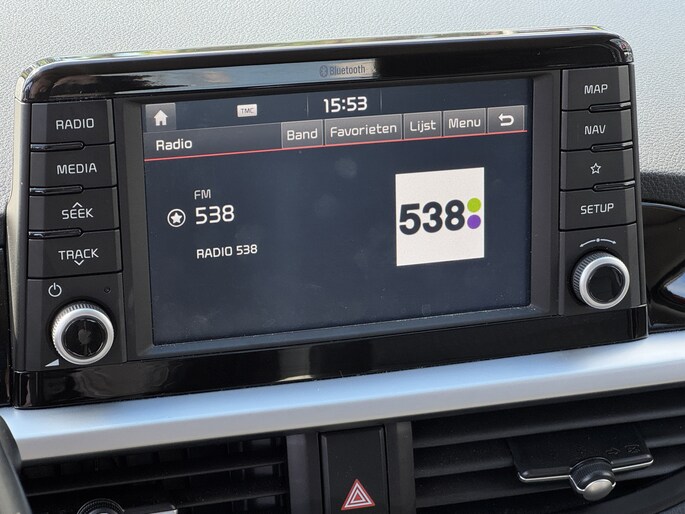 Bluetooth
RADIO
MEDIA
SEEK
TRACK
TMC
15:53
Radio
Band
Favorieten
Lijst
Menu
FM
538
RADIO 538
538
MAP
NAV
SETUP